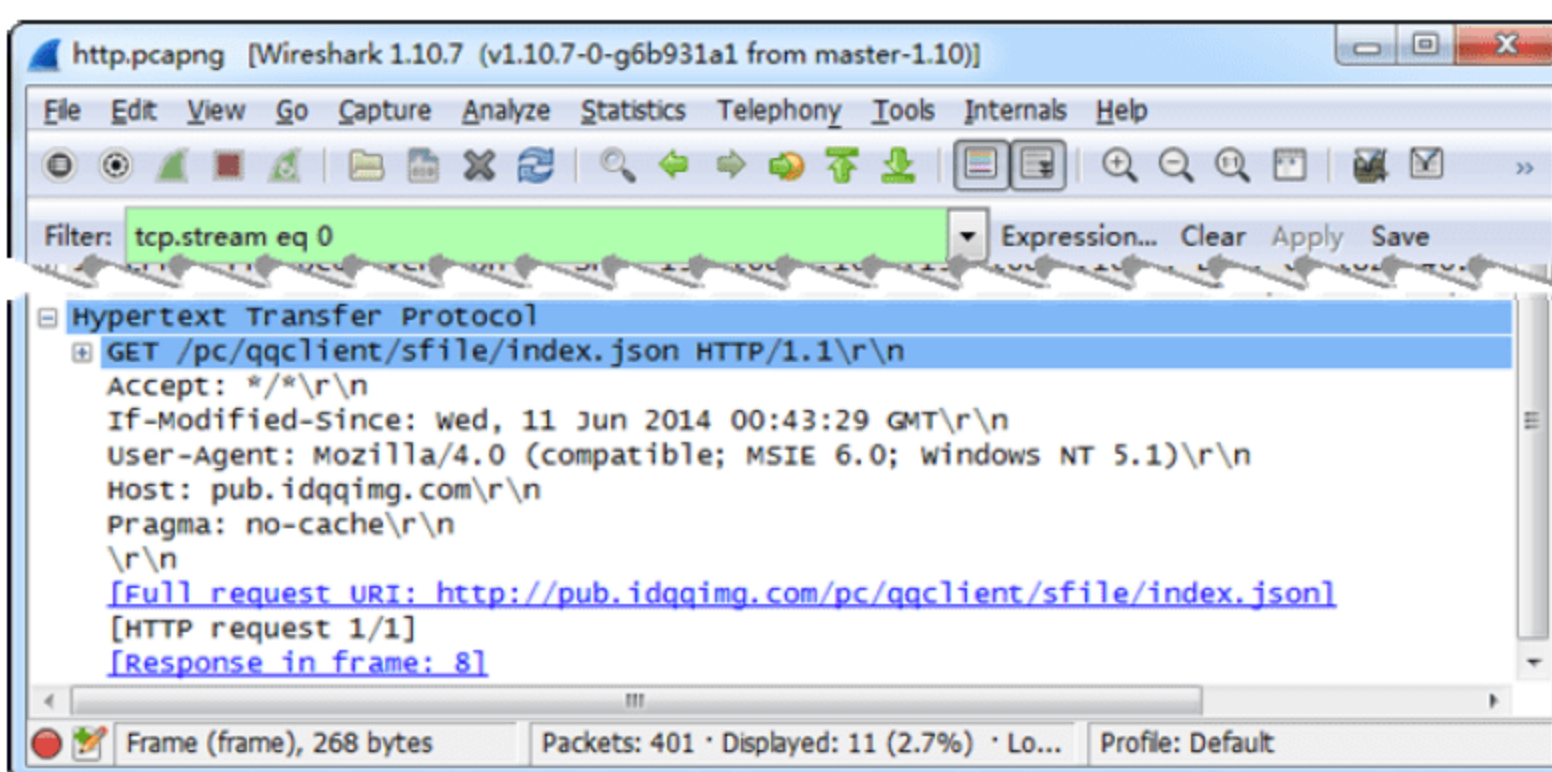 http.pcapng [Wireshark 1.10.7 (v1.10.7-0-g6b931a1 from master-1.10)]
File Edit View Go Capture Analyze Statistics Telephony Tools Internals Help
Filter: tcp.stream eq 0 Expression... Clear Apply Save
Hypertext Transfer Protocol
GET /pc/qqclient/sfile/index.json HTTP/1.1\r\n
Accept: */*\r\n
If-Modified-Since: Wed, 11 Jun 2014 00:43:29 GMT\r\n
User-Agent: Mozilla/4.0 (compatible; MSIE 6.0; Windows NT 5.1)\r\n
Host: pub.idqqimg.com\r\n
Pragma: no-cache\r\n
\r\n
[Full request URI: http://pub.idqqimg.com/pc/qqclient/sfile/index.json]
[HTTP request 1/1]
[Response in frame: 8]
Frame (frame), 268 bytes Packets: 401 · Displayed: 11 (2.7%) · Lo... Profile: Default